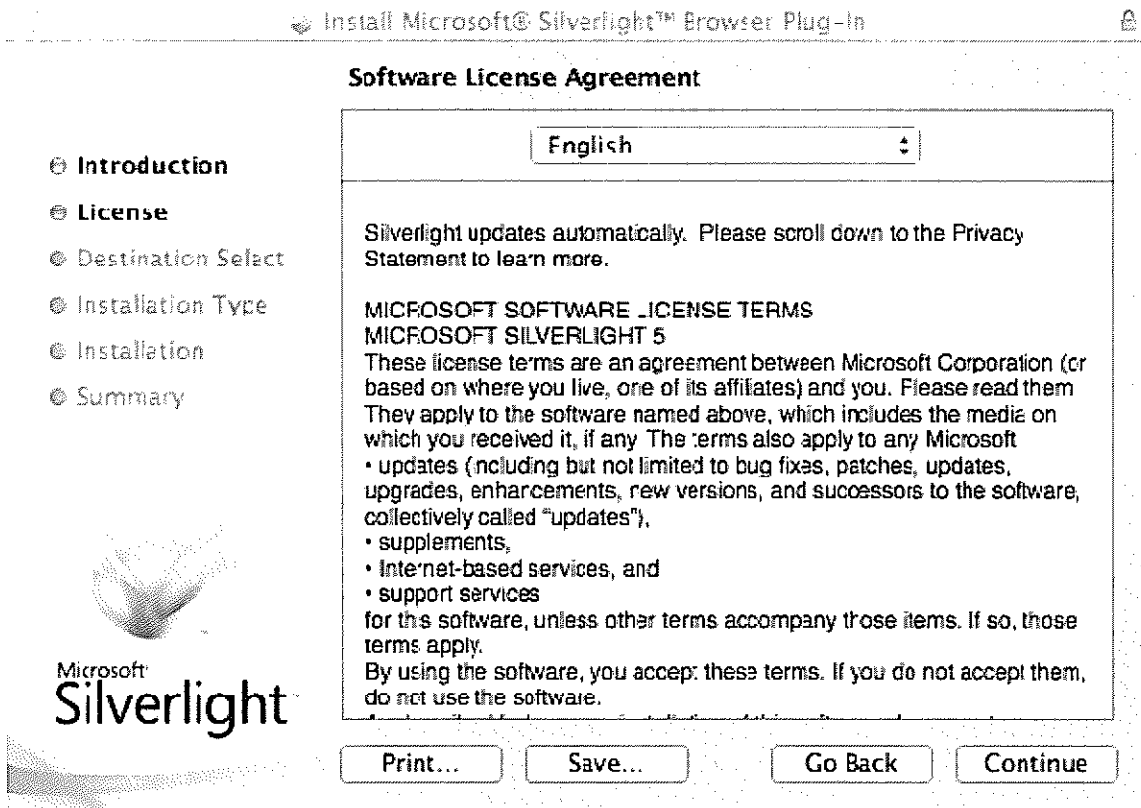 Install Microsoft® Silverlight™ Browser Plug-In
Software License Agreement
English
Introduction
License
Destination Select
Installation Type
Installation
Summary
Silverlight updates automatically. Please scroll down to the Privacy
Statement to learn more.
MICROSOFT SOFTWARE LICENSE TERMS
MICROSOFT SILVERLIGHT 5
These license terms are an agreement between Microsoft Corporation (or
based on where you live, one of its affiliates) and you. Please read them
They apply to the software named above, which includes the media on
which you received it, if any The terms also apply to any Microsoft
• updates (including but not limited to bug fixes, patches, updates,
upgrades, enhancements, new versions, and successors to the software,
collectively called "updates"),
• supplements,
• Internet-based services, and
• support services
for this software, unless other terms accompany those items. If so, those
terms apply.
By using the software, you accept these terms. If you do not accept them,
do not use the software.
Microsoft
Silverlight
Print...
Save...
Go Back
Continue